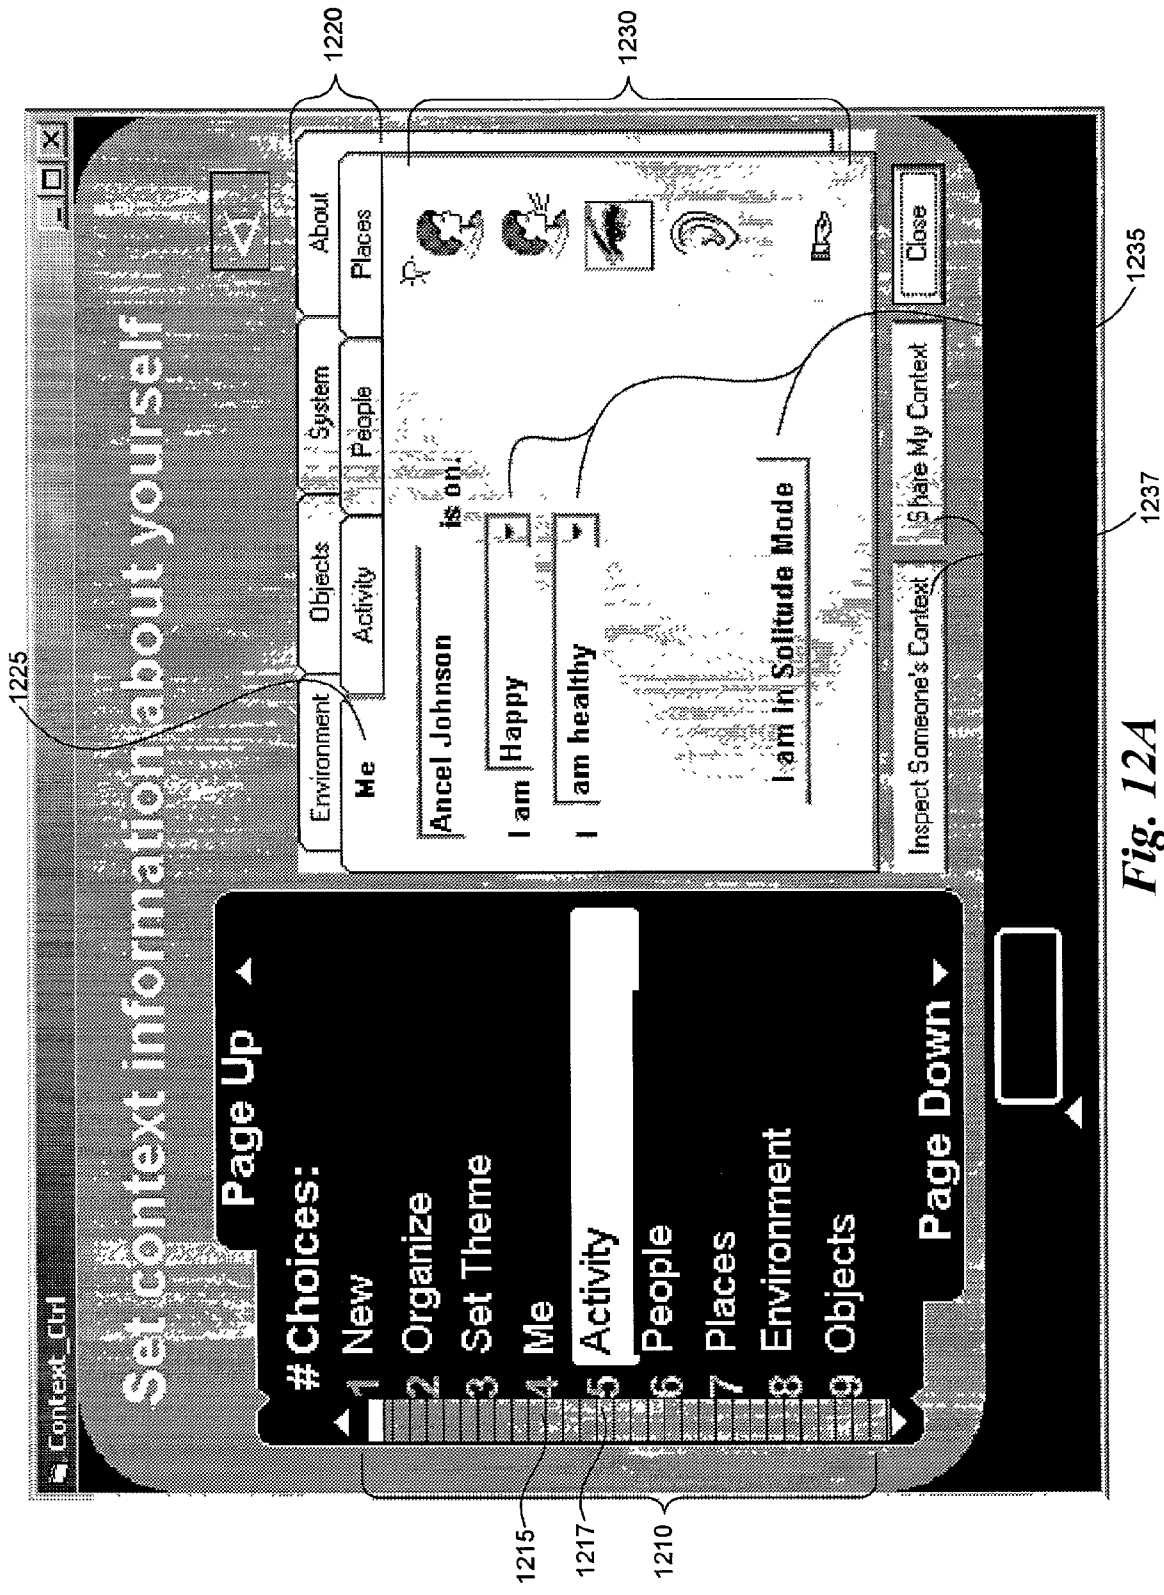 Context_Ctrl
Set context information about yourself
Page Up
# Choices:
1 New
2 Organize
3 Set Theme
4 Me
5 Activity
6 People
7 Places
8 Environment
9 Objects
Page Down
Environment Objects System About
Me Activity People Places
Ancel Johnson is on.
I am Happy
I am healthy
I am in Solitude Mode
Inspect Someone's Context Share My Context Close
1210
1215
1217
1220
1225
1230
1235
1237
Fig. 12A